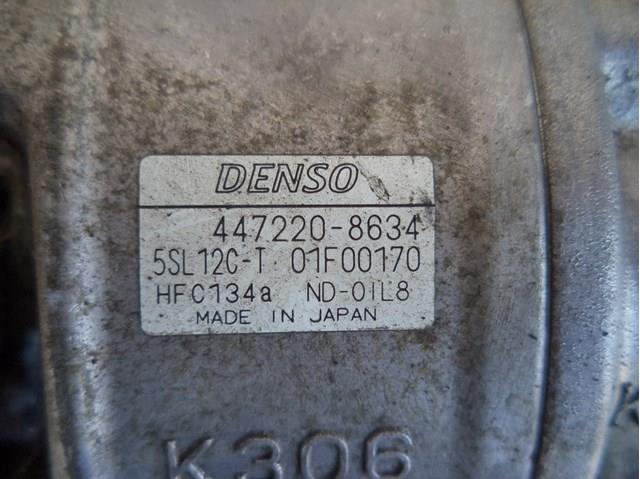 DENSO
447220-8634
5SL12C-T 01F00170
HFC134a ND-OIL8
MADE IN JAPAN
K306